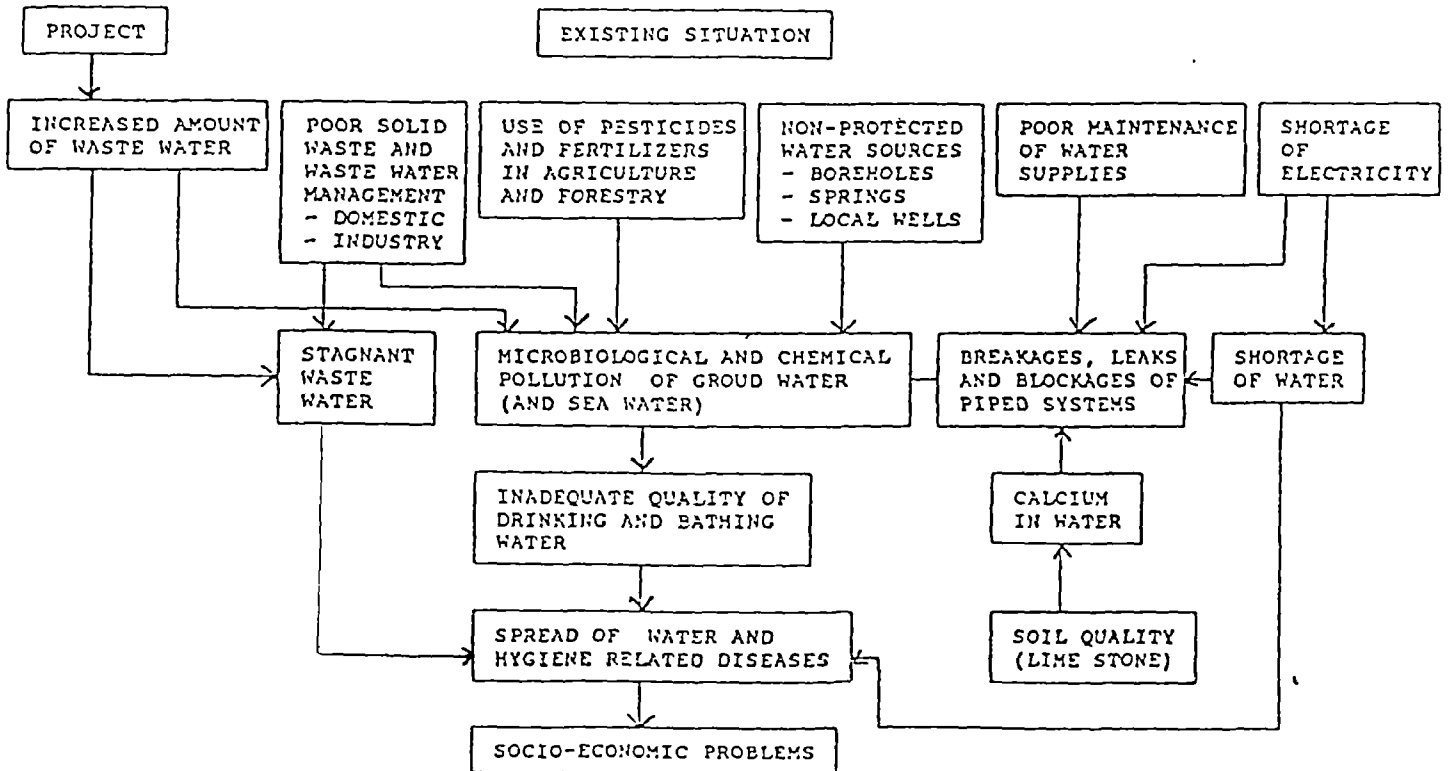 PROJECT
EXISTING SITUATION
INCREASED AMOUNT
OF WASTE WATER
POOR SOLID
WASTE AND
WASTE WATER
MANAGEMENT
- DOMESTIC
- INDUSTRY
USE OF PESTICIDES
AND FERTILIZERS
IN AGRICULTURE
AND FORESTRY
NON-PROTECTED
WATER SOURCES
- BOREHOLES
- SPRINGS
- LOCAL WELLS
POOR MAINTENANCE
OF WATER
SUPPLIES
SHORTAGE
OF
ELECTRICITY
STAGNANT
WASTE
WATER
MICROBIOLOGICAL AND CHEMICAL
POLLUTION OF GROUD WATER
(AND SEA WATER)
BREAKAGES, LEAKS
AND BLOCKAGES OF
PIPED SYSTEMS
SHORTAGE
OF WATER
INADEQUATE QUALITY OF
DRINKING AND BATHING
WATER
CALCIUM
IN WATER
SPREAD OF WATER AND
HYGIENE RELATED DISEASES
SOIL QUALITY
(LIME STONE)
SOCIO-ECONOMIC PROBLEMS